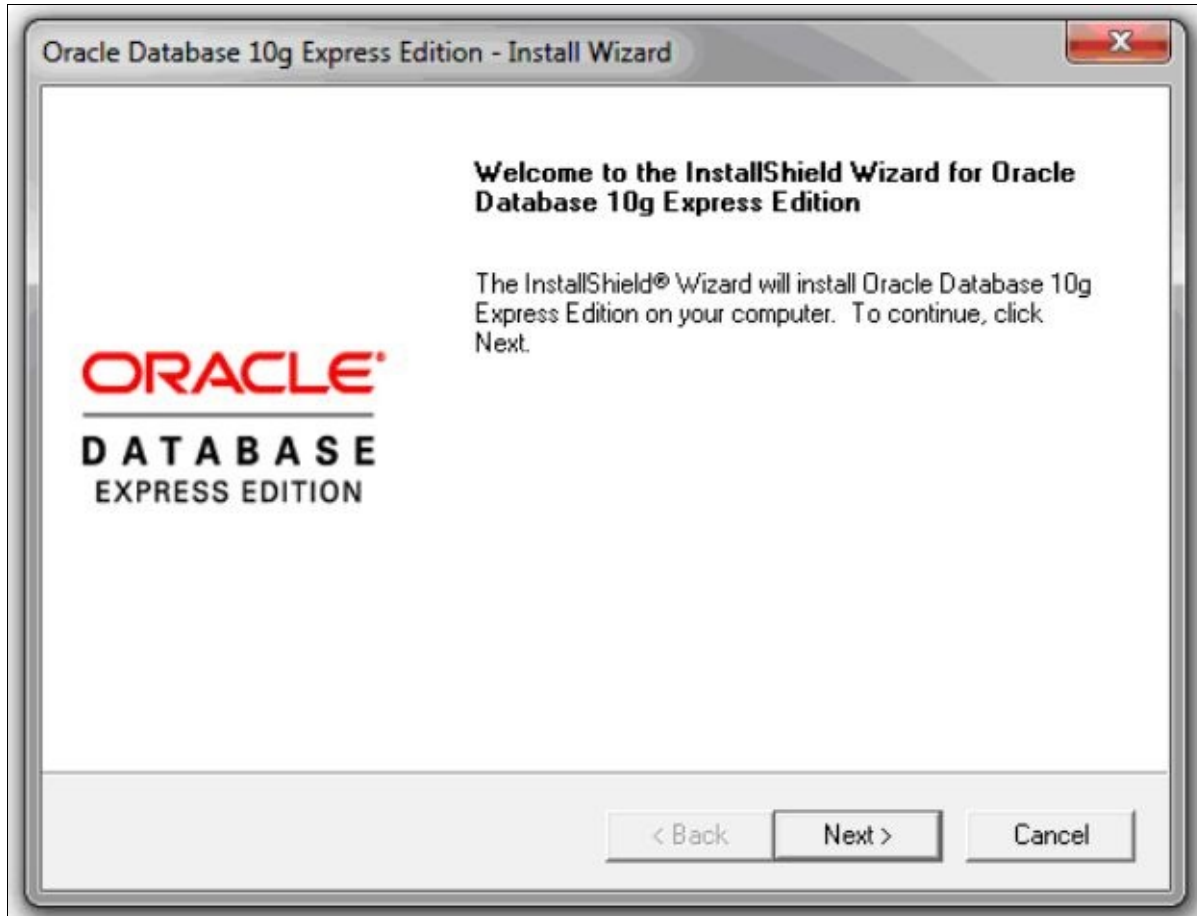 Oracle Database 10g Express Edition - Install Wizard
Welcome to the InstallShield Wizard for Oracle
Database 10g Express Edition
The InstallShield® Wizard will install Oracle Database 10g
Express Edition on your computer. To continue, click
Next.
ORACLE®
DATABASE
EXPRESS EDITION
< Back
Next >
Cancel